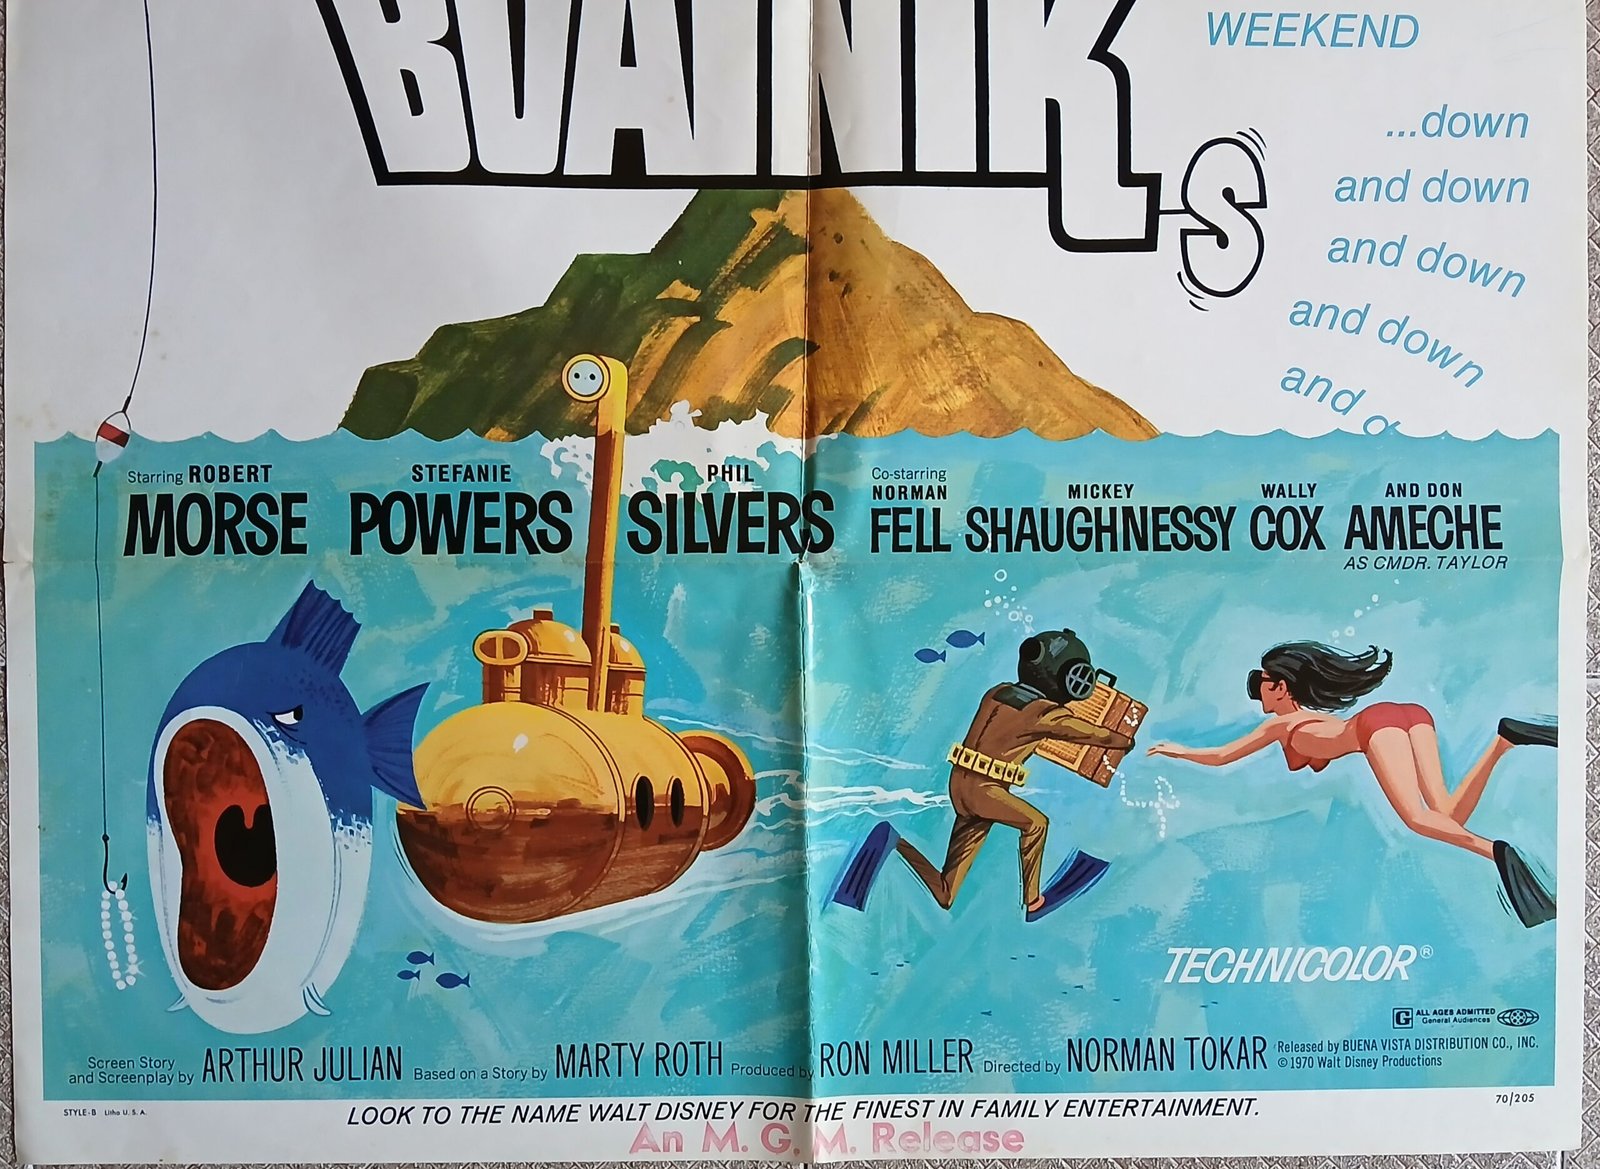 BOATNIKS
WEEKEND
...down
and down
and down
and down
and d
Starring ROBERT MORSE
STEFANIE POWERS
PHIL SILVERS
Co-starring NORMAN FELL
MICKEY SHAUGHNESSY
WALLY COX
AND DON AMECHE
AS CMDR. TAYLOR
TECHNICOLOR®
G ALL AGES ADMITTED
General Audiences
Screen Story and Screenplay by ARTHUR JULIAN
Based on a Story by MARTY ROTH
Produced by RON MILLER
Directed by NORMAN TOKAR
Released by BUENA VISTA DISTRIBUTION CO., INC.
©1970 Walt Disney Productions
STYLE-B Litho U.S.A.
70/205
LOOK TO THE NAME WALT DISNEY FOR THE FINEST IN FAMILY ENTERTAINMENT.
An M. G. M. Release